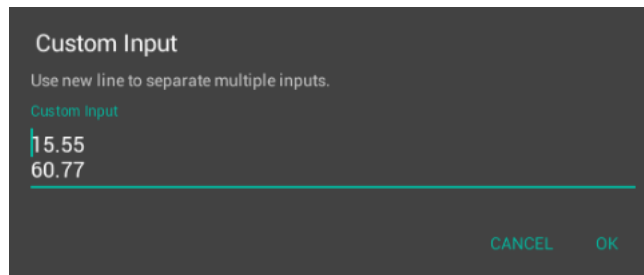 Custom Input
Use new line to separate multiple inputs.
Custom Input
15.55
60.77
CANCEL OK